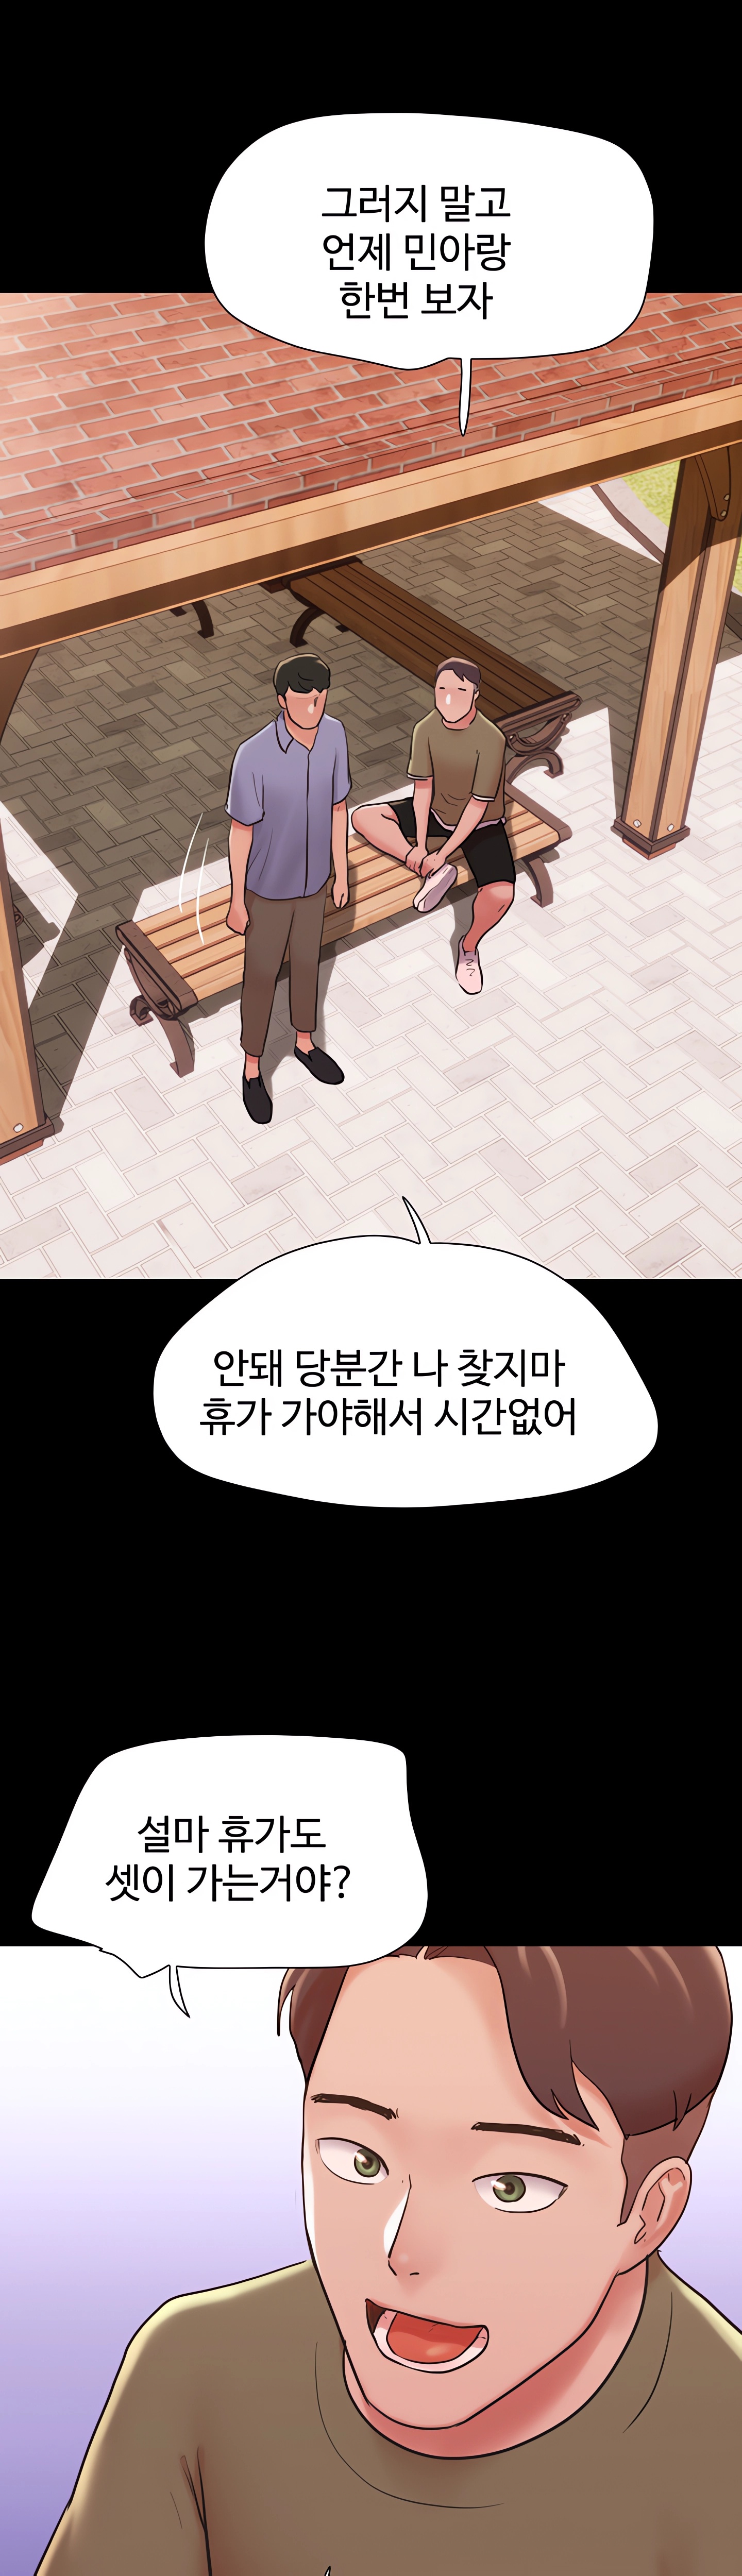 그러지 말고
언제 민아랑
한번 보자
안돼 당분간 나 찾지마
휴가 가야해서 시간없어
설마 휴가도
셋이 가는거야?